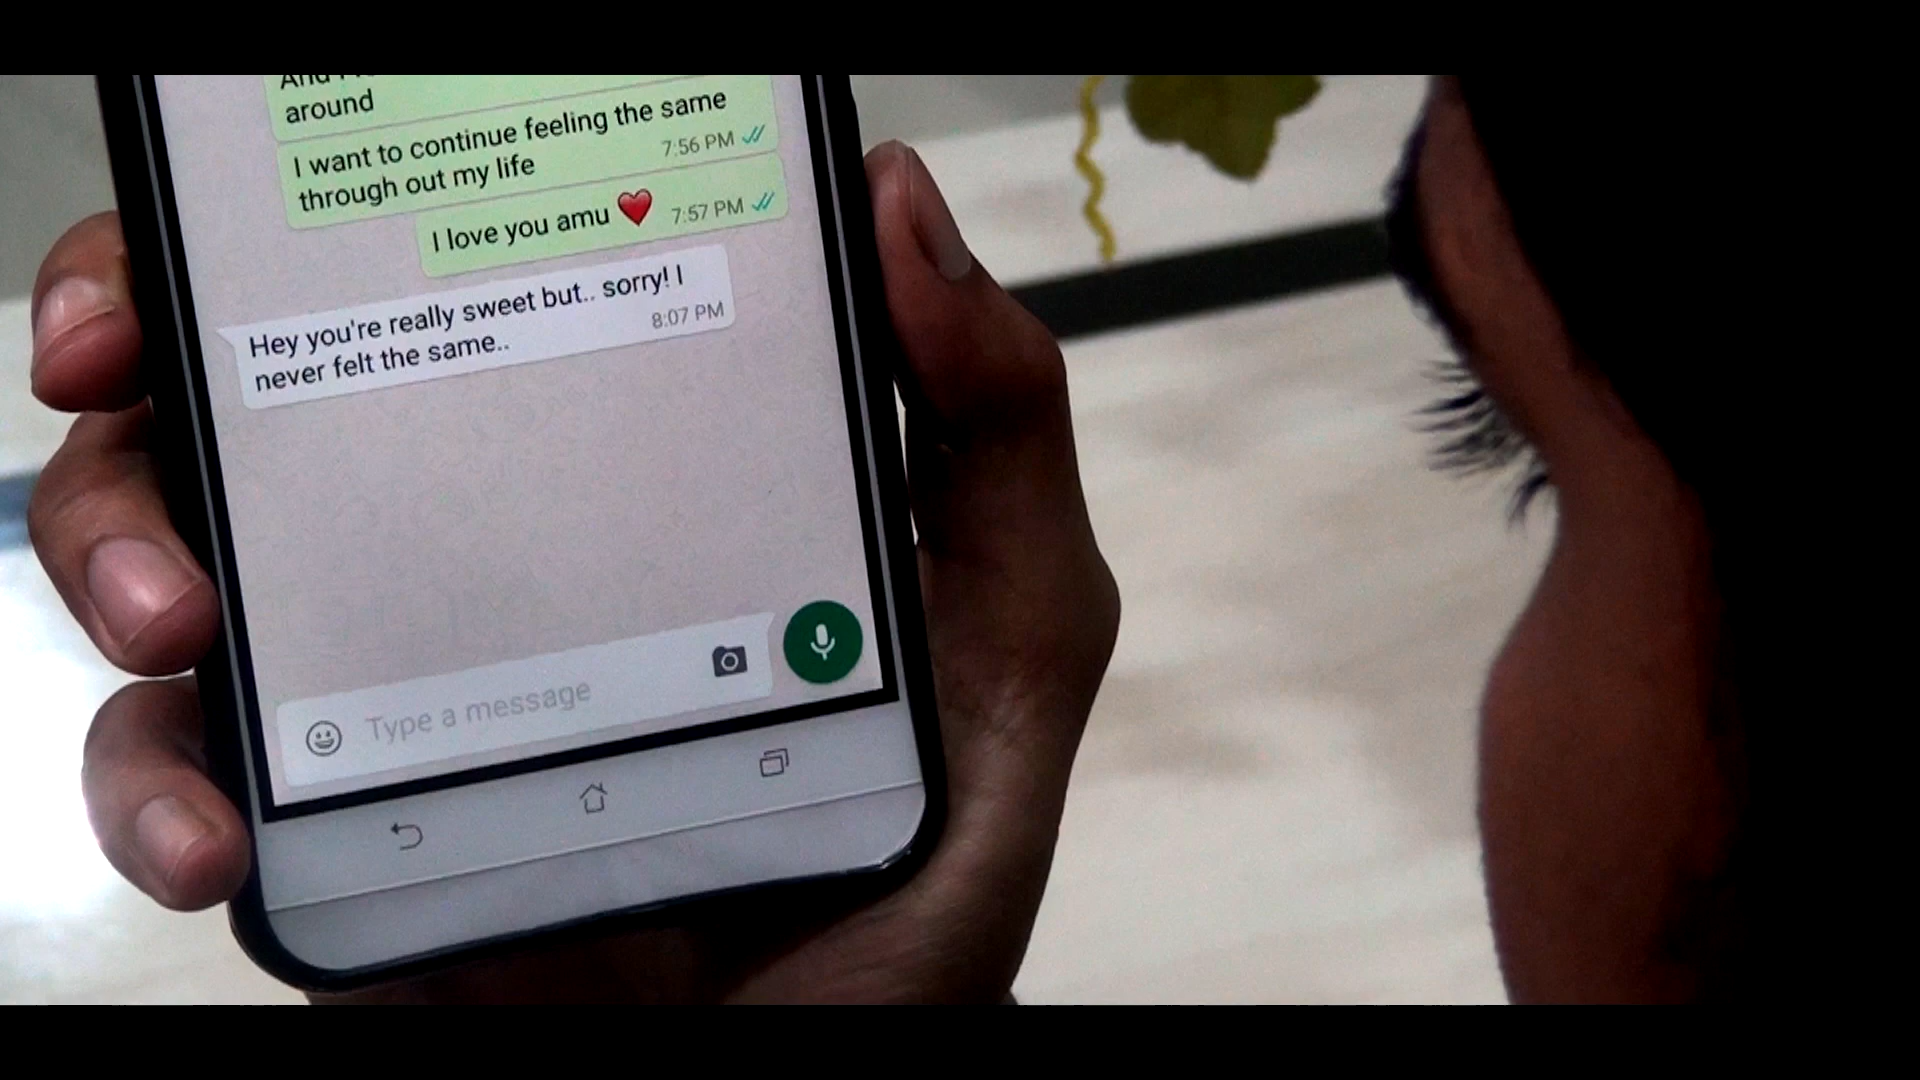 around
I want to continue feeling the same
through out my life
7:56 PM
I love you amu ❤️ 7:57 PM
Hey you're really sweet but.. sorry! I
never felt the same..
8:07 PM
Type a message